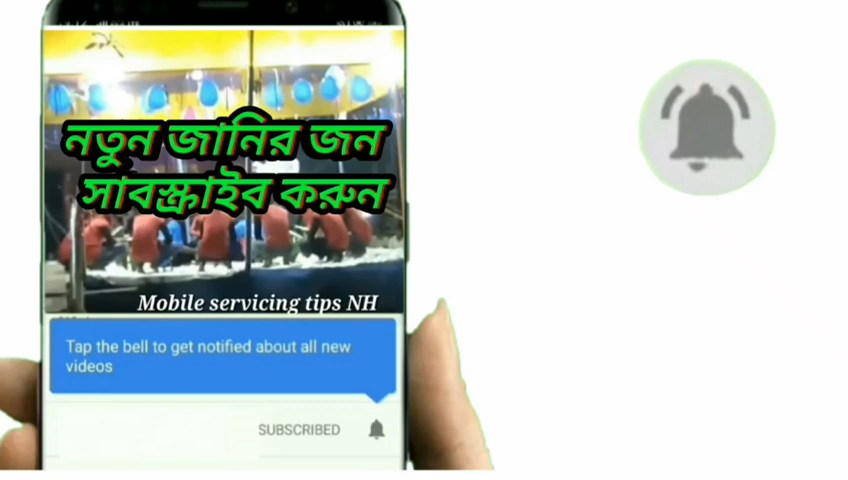 নতুন জানির জন
সাবস্ক্রাইব করুন
Mobile servicing tips NH
Tap the bell to get notified about all new
videos
SUBSCRIBED